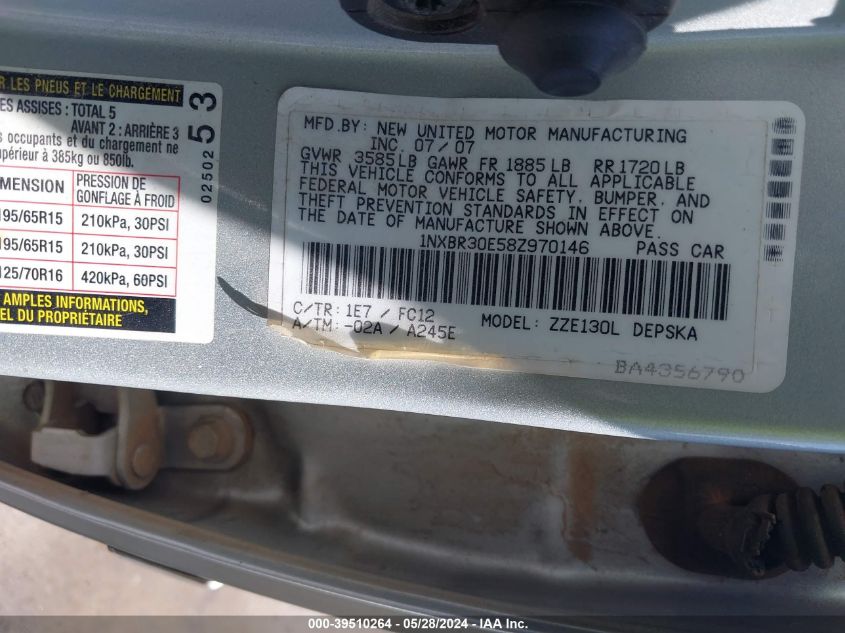 R LES PNEUS ET LE CHARGEMENT
ES ASSISES : TOTAL 5
AVANT 2 : ARRIÈRE 3
occupants et du chargement ne
upérieur à 385kg ou 850lb.
MENSION PRESSION DE GONFLAGE À FROID
195/65R15 210kPa, 30PSI
195/65R15 210kPa, 30PSI
125/70R16 420kPa, 60PSI
AMPLES INFORMATIONS,
EL DU PROPRIÉTAIRE
02502 53
MFD.BY: NEW UNITED MOTOR MANUFACTURING
INC. 07/07
GVWR 3585LB GAWR FR 1885LB RR1720LB
THIS VEHICLE CONFORMS TO ALL APPLICABLE
FEDERAL MOTOR VEHICLE SAFETY, BUMPER, AND
THEFT PREVENTION STANDARDS IN EFFECT ON
THE DATE OF MANUFACTURE SHOWN ABOVE.
1NXBR30E58Z970146 PASS CAR
C/TR: 1E7 / FC12
A/TM: -02A / A245E MODEL: ZZE130L DEPSKA
BA4356790
000-39510264 - 05/28/2024 - IAA Inc.